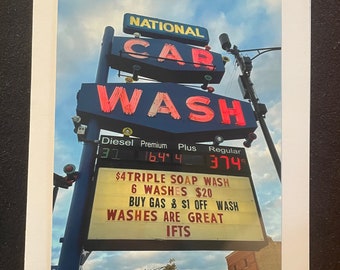 NATIONAL
CAR
WASH
Diesel Premium Plus Regular
374
$4 TRIPLE SOAP WASH
6 WASHES $20
BUY GAS & $1 OFF WASH
WASHES ARE GREAT
IFTS